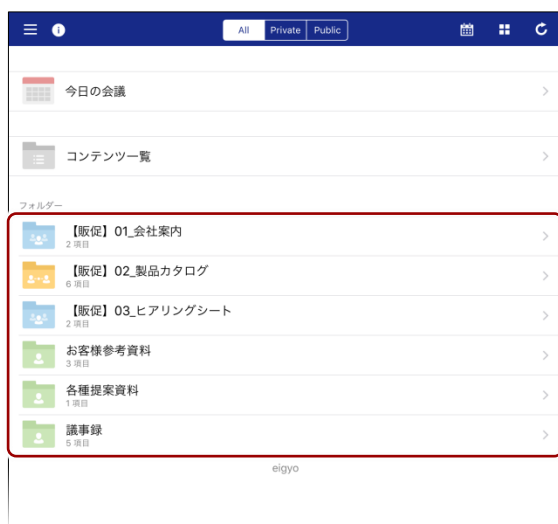 All Private Public
今日の会議
コンテンツ一覧
フォルダー
【販促】01_会社案内
2 項目
【販促】02_製品カタログ
6 項目
【販促】03_ヒアリングシート
2 項目
お客様参考資料
3 項目
各種提案資料
1 項目
議事録
5 項目
eigyo